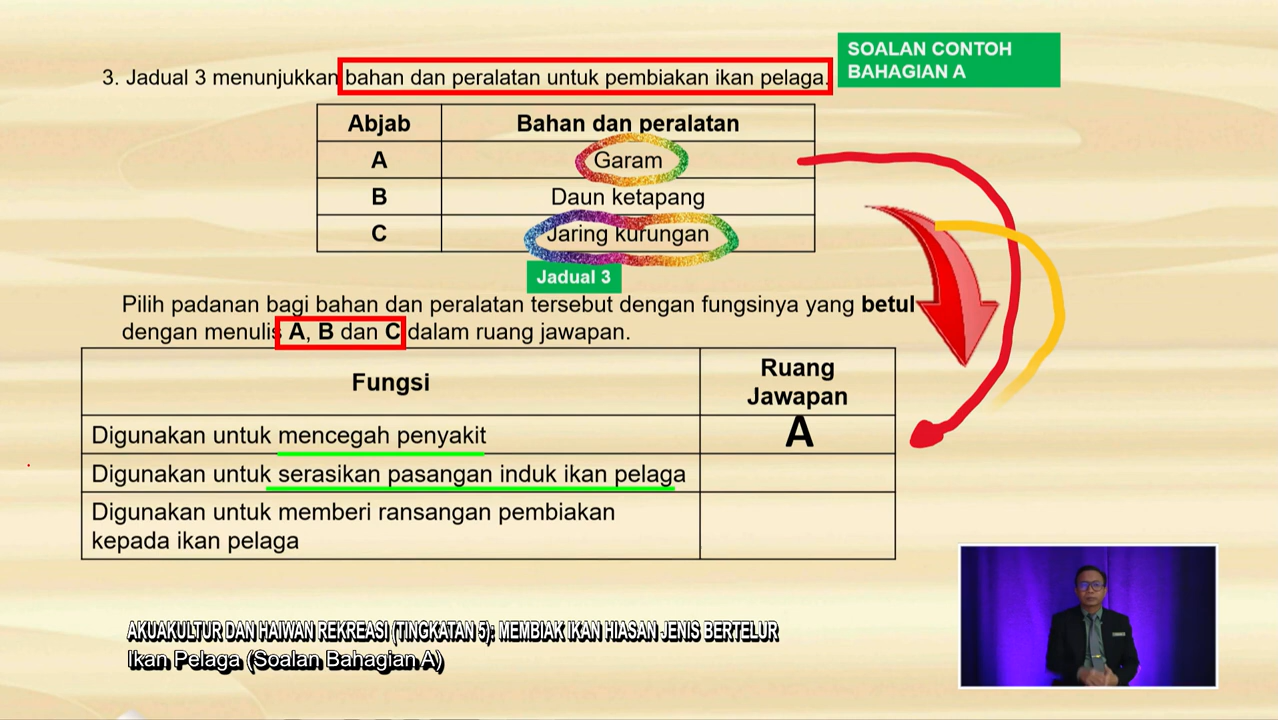 SOALAN CONTOH
BAHAGIAN A
3. Jadual 3 menunjukkan bahan dan peralatan untuk pembiakan ikan pelaga.
Abjab Bahan dan peralatan
A Garam
B Daun ketapang
C Jaring kurungan
Jadual 3
Pilih padanan bagi bahan dan peralatan tersebut dengan fungsinya yang betul
dengan menulis A, B dan C dalam ruang jawapan.
Fungsi Ruang Jawapan
Digunakan untuk mencegah penyakit A
Digunakan untuk serasikan pasangan induk ikan pelaga
Digunakan untuk memberi ransangan pembiakan
kepada ikan pelaga
AKUAKULTUR DAN HAIWAN REKREASI (TINGKATAN 5): MEMBIAK IKAN HIASAN JENIS BERTELUR
Ikan Pelaga (Soalan Bahagian A)